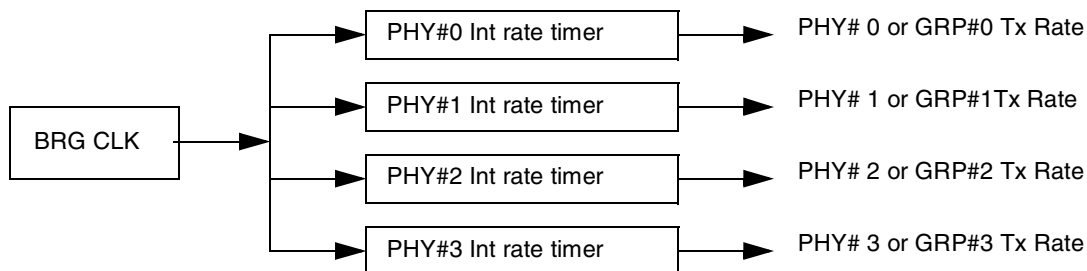 PHY#0 Int rate timer
PHY# 0 or GRP#0 Tx Rate
PHY#1 Int rate timer
PHY# 1 or GRP#1Tx Rate
BRG CLK
PHY#2 Int rate timer
PHY# 2 or GRP#2 Tx Rate
PHY#3 Int rate timer
PHY# 3 or GRP#3 Tx Rate